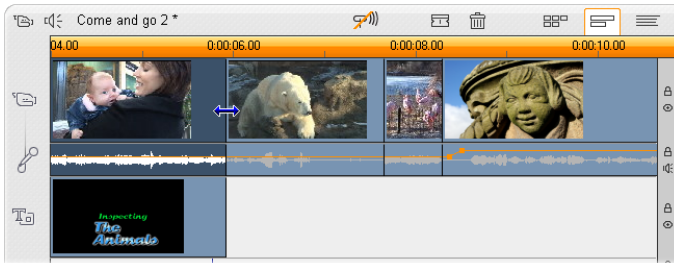 Come and go 2 *
04.00 0:00:06.00 0:00:08.00 0:00:10.00
T
Inspecting
The
Animals